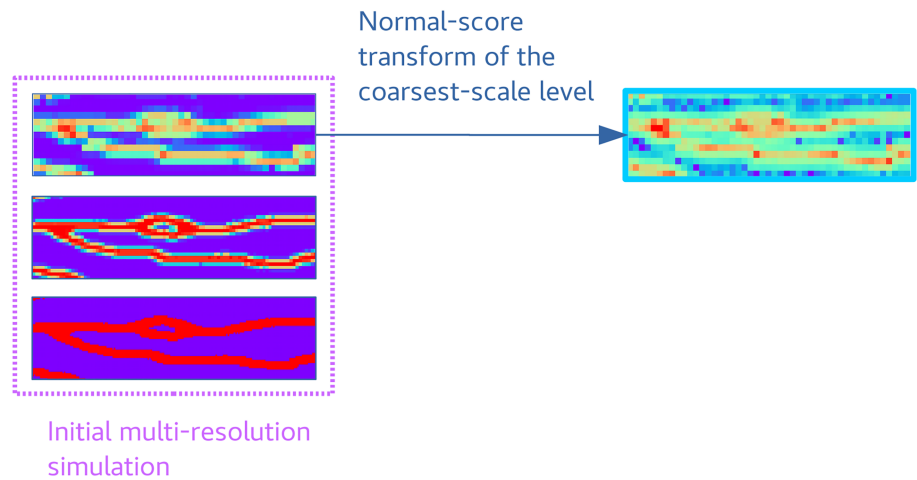 Normal-score
transform of the
coarsest-scale level
Initial multi-resolution
simulation